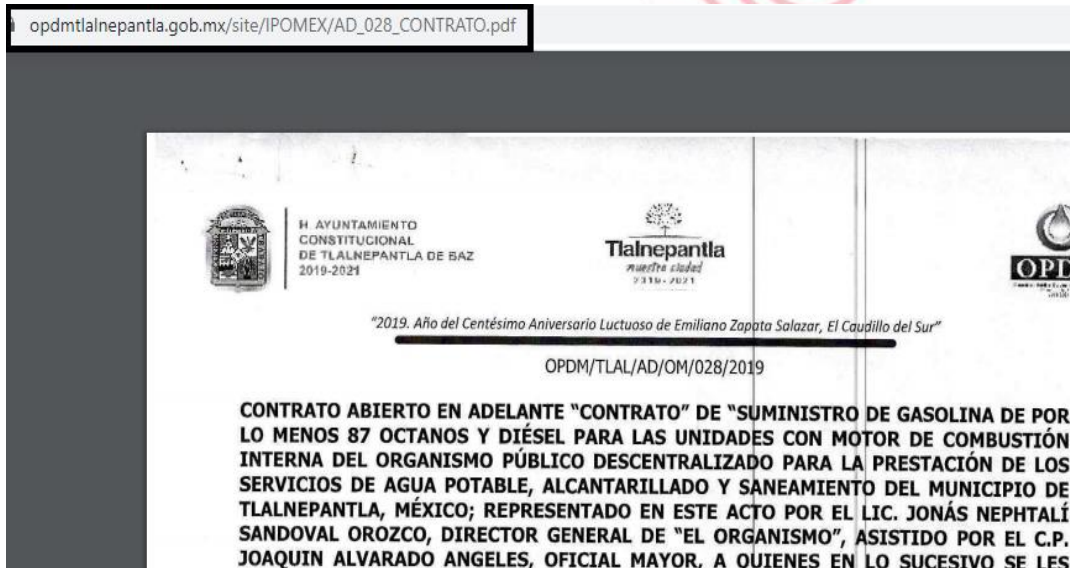 opdmtlalnepantla.gob.mx/site/IPOMEX/AD_028_CONTRATO.pdf
H. AYUNTAMIENTO
CONSTITUCIONAL
DE TLALNEPANTLA DE BAZ
2019-2021
Tlalnepantla
nuestra ciudad
2019-2021
OPD
"2019. Año del Centésimo Aniversario Luctuoso de Emiliano Zapata Salazar, El Caudillo del Sur"
OPDM/TLAL/AD/OM/028/2019
CONTRATO ABIERTO EN ADELANTE "CONTRATO" DE "SUMINISTRO DE GASOLINA DE POR
LO MENOS 87 OCTANOS Y DIÉSEL PARA LAS UNIDADES CON MOTOR DE COMBUSTIÓN
INTERNA DEL ORGANISMO PÚBLICO DESCENTRALIZADO PARA LA PRESTACIÓN DE LOS
SERVICIOS DE AGUA POTABLE, ALCANTARILLADO Y SANEAMIENTO DEL MUNICIPIO DE
TLALNEPANTLA, MÉXICO; REPRESENTADO EN ESTE ACTO POR EL LIC. JONÁS NEPHTALÍ
SANDOVAL OROZCO, DIRECTOR GENERAL DE "EL ORGANISMO", ASISTIDO POR EL C.P.
JOAQUIN ALVARADO ANGELES, OFICIAL MAYOR, A QUIENES EN LO SUCESIVO SE LES